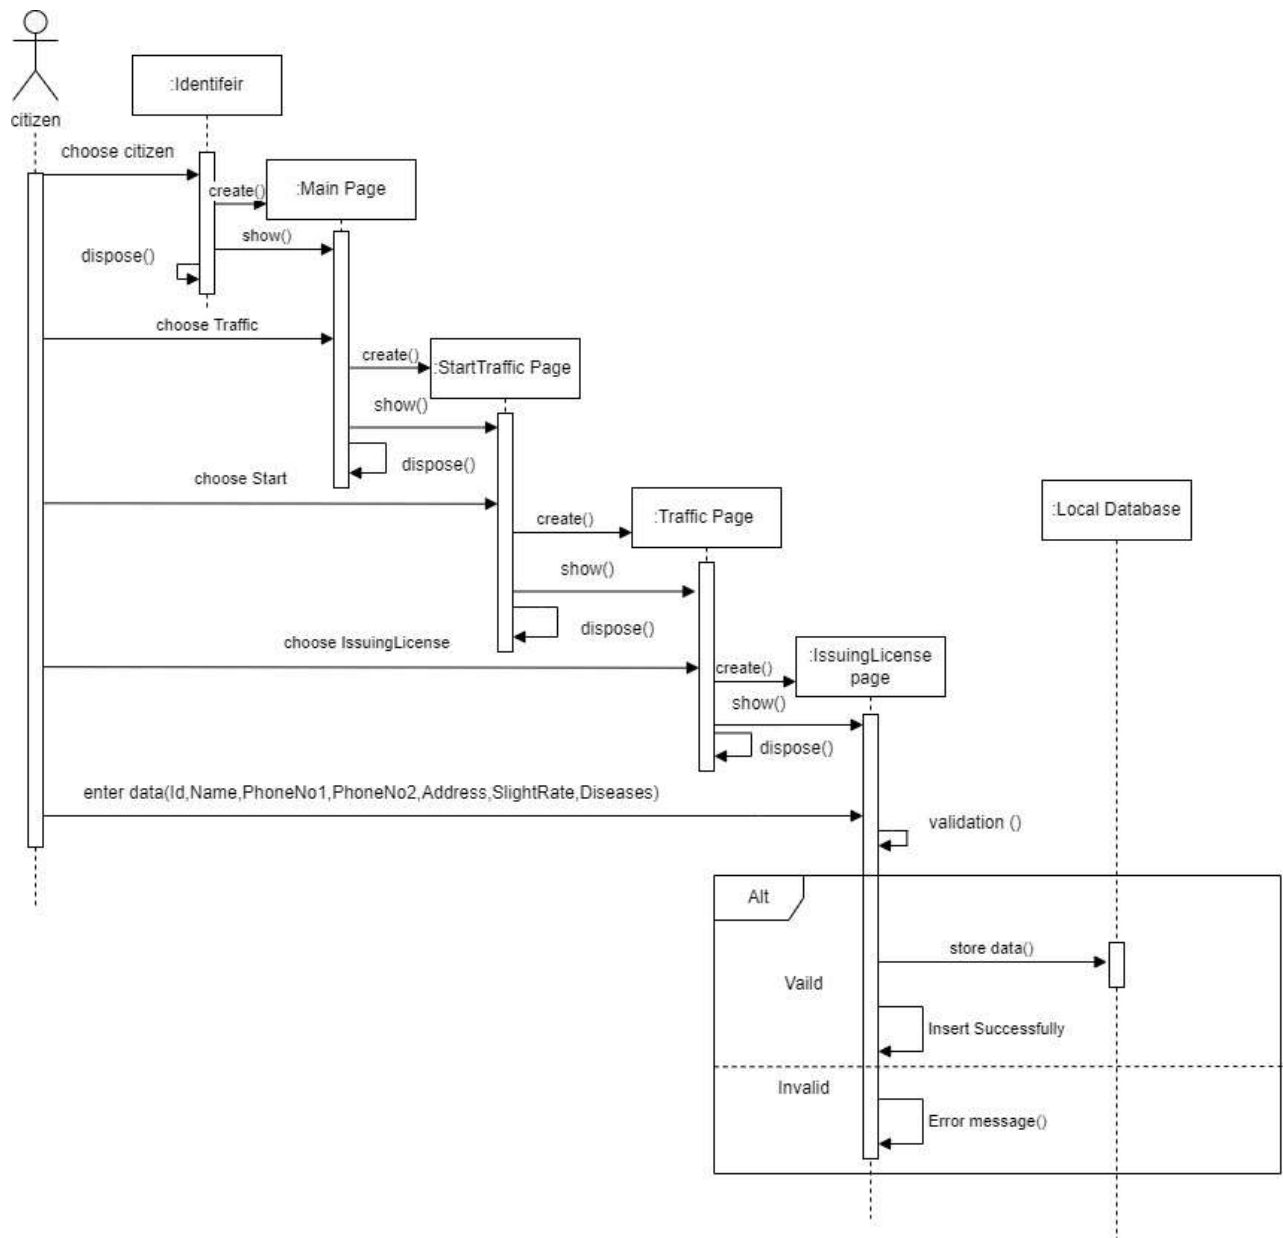 citizen
:Identifeir
choose citizen
create()
:Main Page
show()
dispose()
choose Traffic
create()
:StartTraffic Page
show()
dispose()
choose Start
create()
:Traffic Page
:Local Database
show()
dispose()
choose IssuingLicense
create()
:IssuingLicense
page
show()
dispose()
enter data(Id,Name,PhoneNo1,PhoneNo2,Address,SlightRate,Diseases)
validation ()
Alt
store data()
Vaild
Insert Successfully
Invalid
Error message()